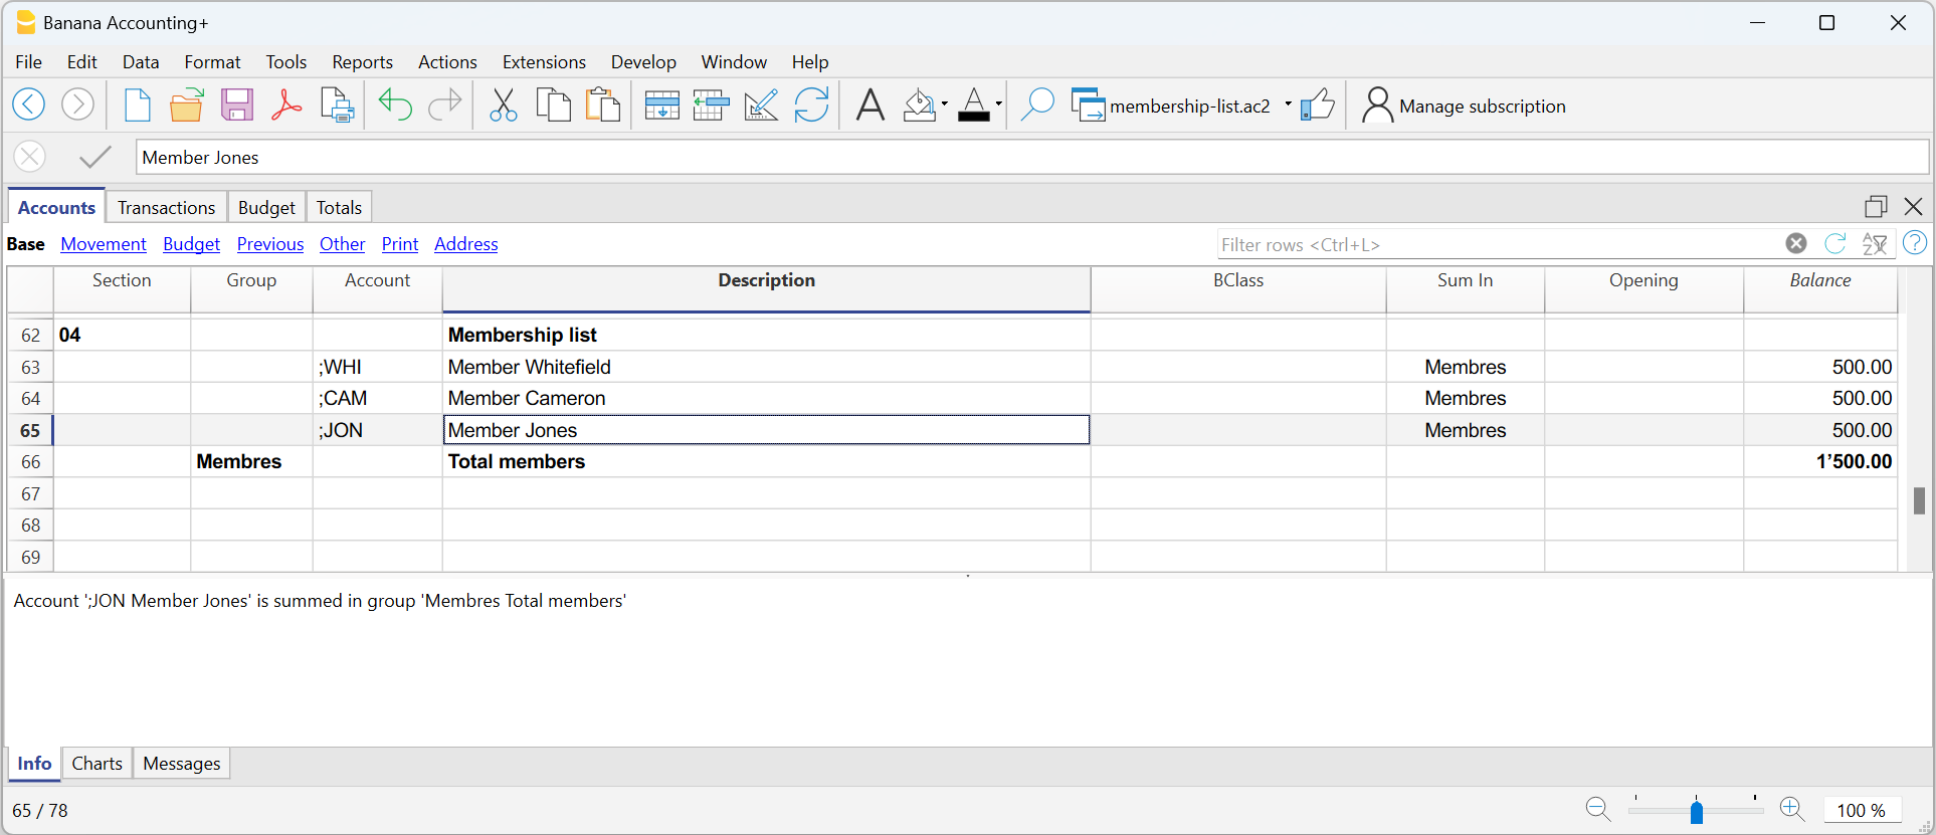 Banana Accounting+
File Edit Data Format Tools Reports Actions Extensions Develop Window Help
membership-list.ac2 Manage subscription
Member Jones
Accounts Transactions Budget Totals
Base Movement Budget Previous Other Print Address Filter rows <Ctrl+L>
Section Group Account Description BClass Sum In Opening Balance
62 04 Membership list
63 ;WHI Member Whitefield Membres 500.00
64 ;CAM Member Cameron Membres 500.00
65 ;JON Member Jones Membres 500.00
66 Membres Total members 1’500.00
67
68
69
Account ';JON Member Jones' is summed in group 'Membres Total members'
Info Charts Messages
65 / 78 100 %